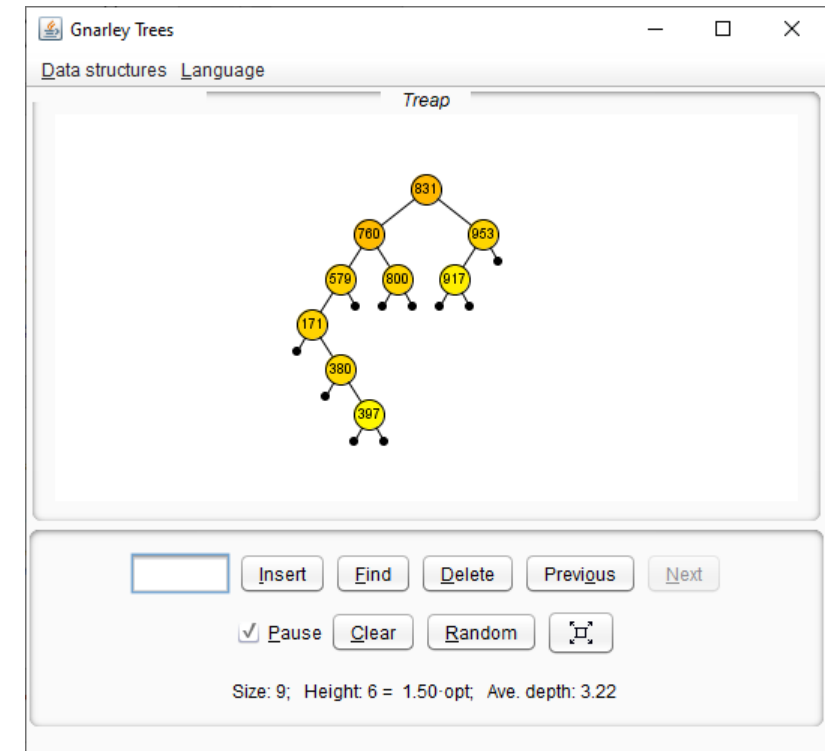 Gnarley Trees
Data structures Language
Treap
831
760 953
579 800 917
171
380
397
Insert Find Delete Previous Next
Pause Clear Random
Size: 9; Height: 6 = 1.50·opt; Ave. depth: 3.22